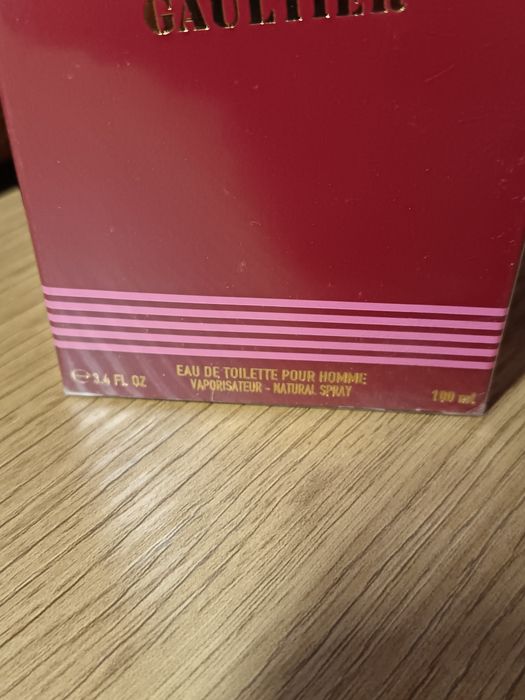 GAULTIER
℮ 3.4 FL OZ
EAU DE TOILETTE POUR HOMME
VAPORISATEUR - NATURAL SPRAY
100 ml